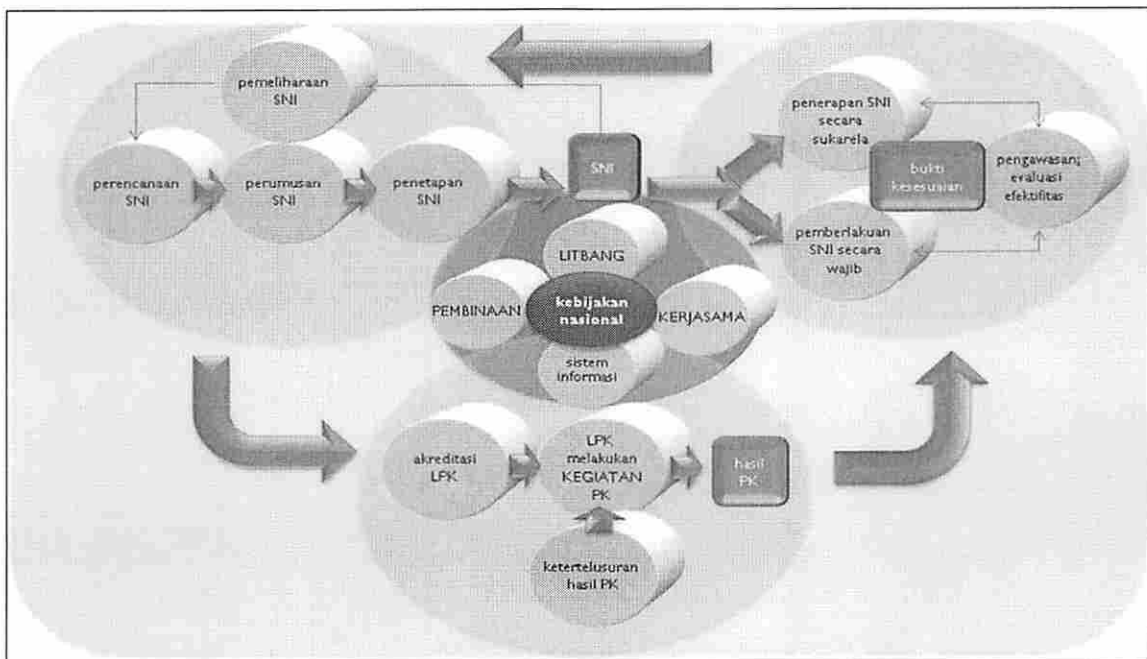 pemeliharaan
SNI
perencanaan
SNI
perumusan
SNI
penetapan
SNI
SNI
penerapan SNI
secara
sukarela
bukti
kesesuaian
pengawasan;
evaluasi
efektifitas
pemberlakuan
SNI secara
wajib
LITBANG
PEMBINAAN
kebijakan
nasional
KERJASAMA
sistem
informasi
akreditasi
LPK
LPK
melakukan
KEGIATAN
PK
hasil
PK
ketertelusuran
hasil PK